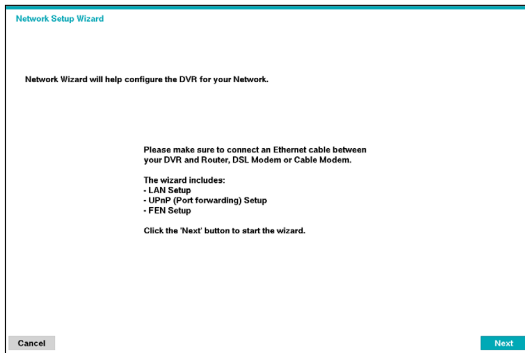 Network Setup Wizard
Network Wizard will help configure the DVR for your Network.
Please make sure to connect an Ethernet cable between
your DVR and Router, DSL Modem or Cable Modem.
The wizard includes:
- LAN Setup
- UPnP (Port forwarding) Setup
- FEN Setup
Click the 'Next' button to start the wizard.
Cancel
Next